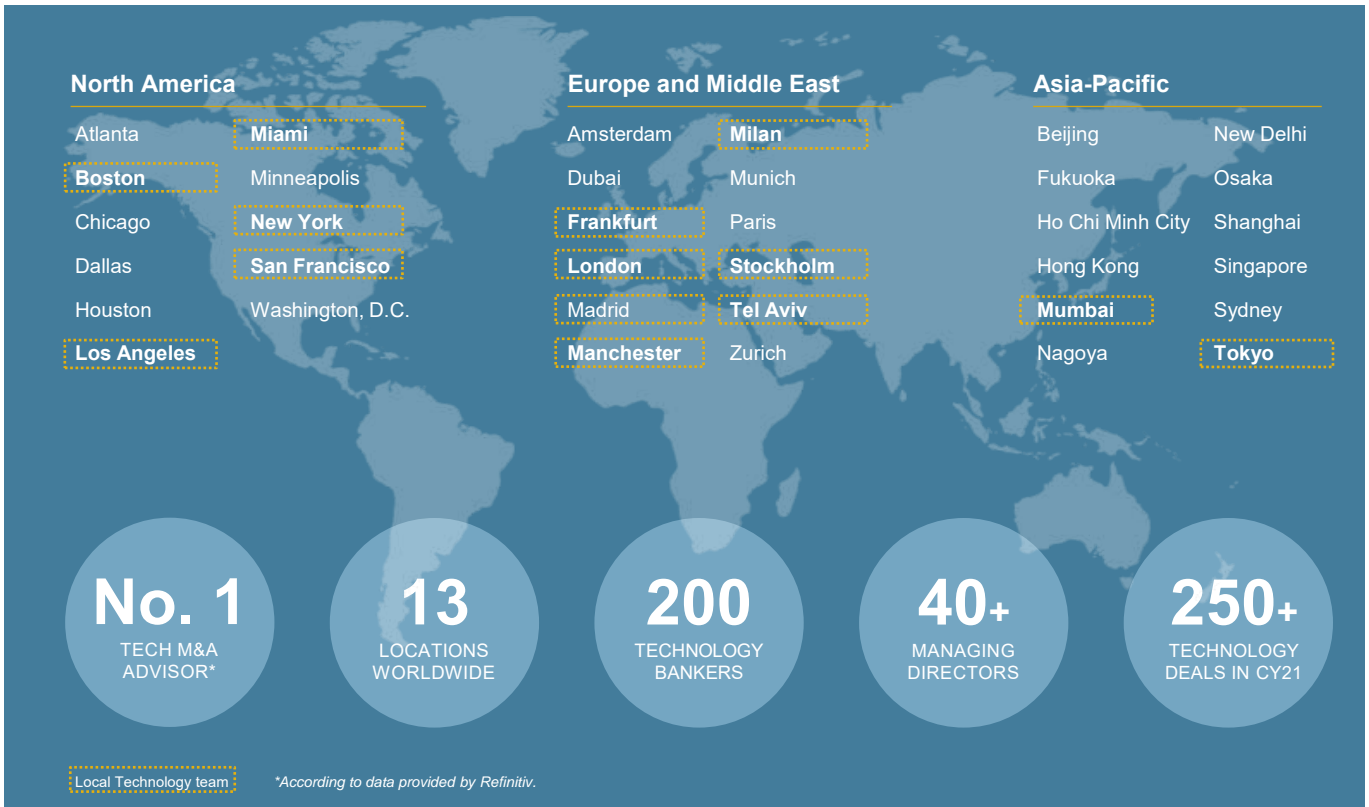 North America
Atlanta
Boston
Chicago
Dallas
Houston
Los Angeles
Miami
Minneapolis
New York
San Francisco
Washington, D.C.
Europe and Middle East
Amsterdam
Dubai
Frankfurt
London
Madrid
Manchester
Milan
Munich
Paris
Stockholm
Tel Aviv
Zurich
Asia-Pacific
Beijing
Fukuoka
Ho Chi Minh City
Hong Kong
Mumbai
Nagoya
New Delhi
Osaka
Shanghai
Singapore
Sydney
Tokyo
No. 1
TECH M&A
ADVISOR*
13
LOCATIONS
WORLDWIDE
200
TECHNOLOGY
BANKERS
40+
MANAGING
DIRECTORS
250+
TECHNOLOGY
DEALS IN CY21
Local Technology team
*According to data provided by Refinitiv.